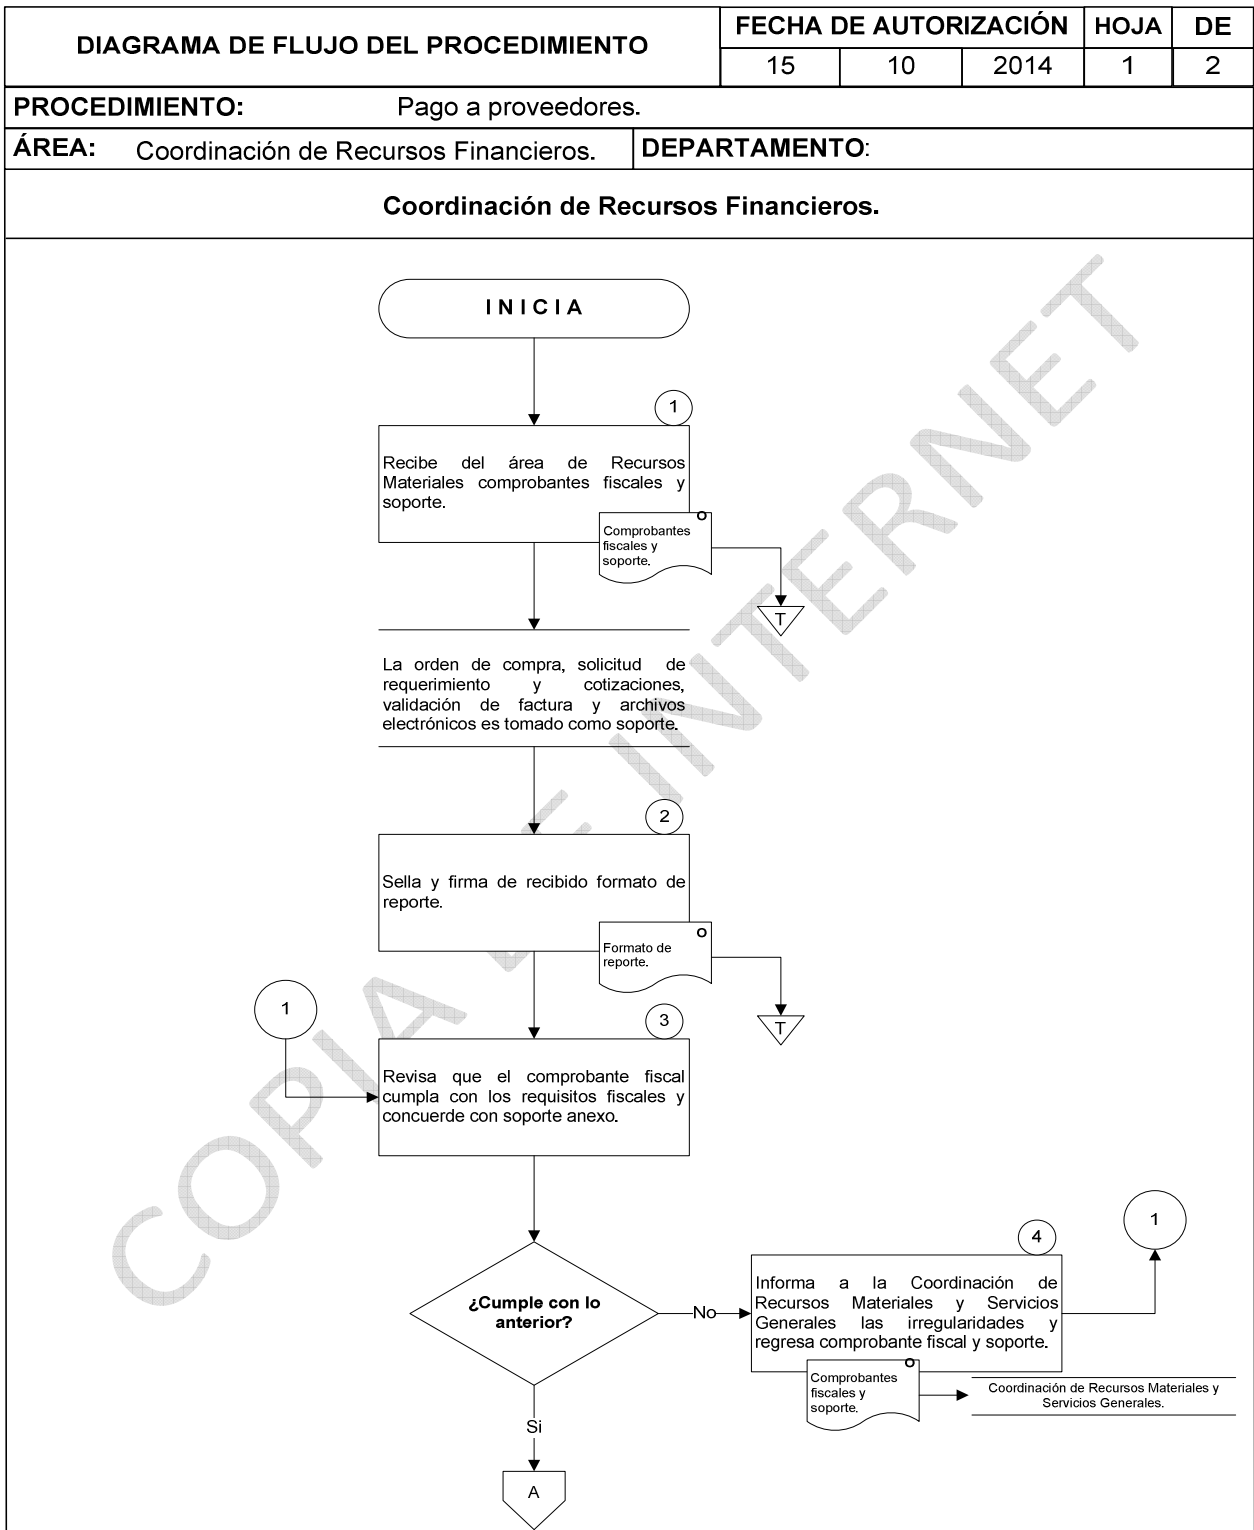 DIAGRAMA DE FLUJO DEL PROCEDIMIENTO
FECHA DE AUTORIZACIÓN
HOJA
DE
15
10
2014
1
2
PROCEDIMIENTO: Pago a proveedores.
ÁREA: Coordinación de Recursos Financieros.
DEPARTAMENTO:
Coordinación de Recursos Financieros.
INICIA
1
Recibe del área de Recursos
Materiales comprobantes fiscales y
soporte.
O
Comprobantes
fiscales y
soporte.
T
La orden de compra, solicitud de
requerimiento y cotizaciones,
validación de factura y archivos
electrónicos es tomado como soporte.
2
Sella y firma de recibido formato de
reporte.
O
Formato de
reporte.
T
1
3
Revisa que el comprobante fiscal
cumpla con los requisitos fiscales y
concuerde con soporte anexo.
¿Cumple con lo
anterior?
No
4
1
Informa a la Coordinación de
Recursos Materiales y Servicios
Generales las irregularidades y
regresa comprobante fiscal y soporte.
O
Comprobantes
fiscales y
soporte.
Coordinación de Recursos Materiales y
Servicios Generales.
Si
A
COPIA DE INTERNET